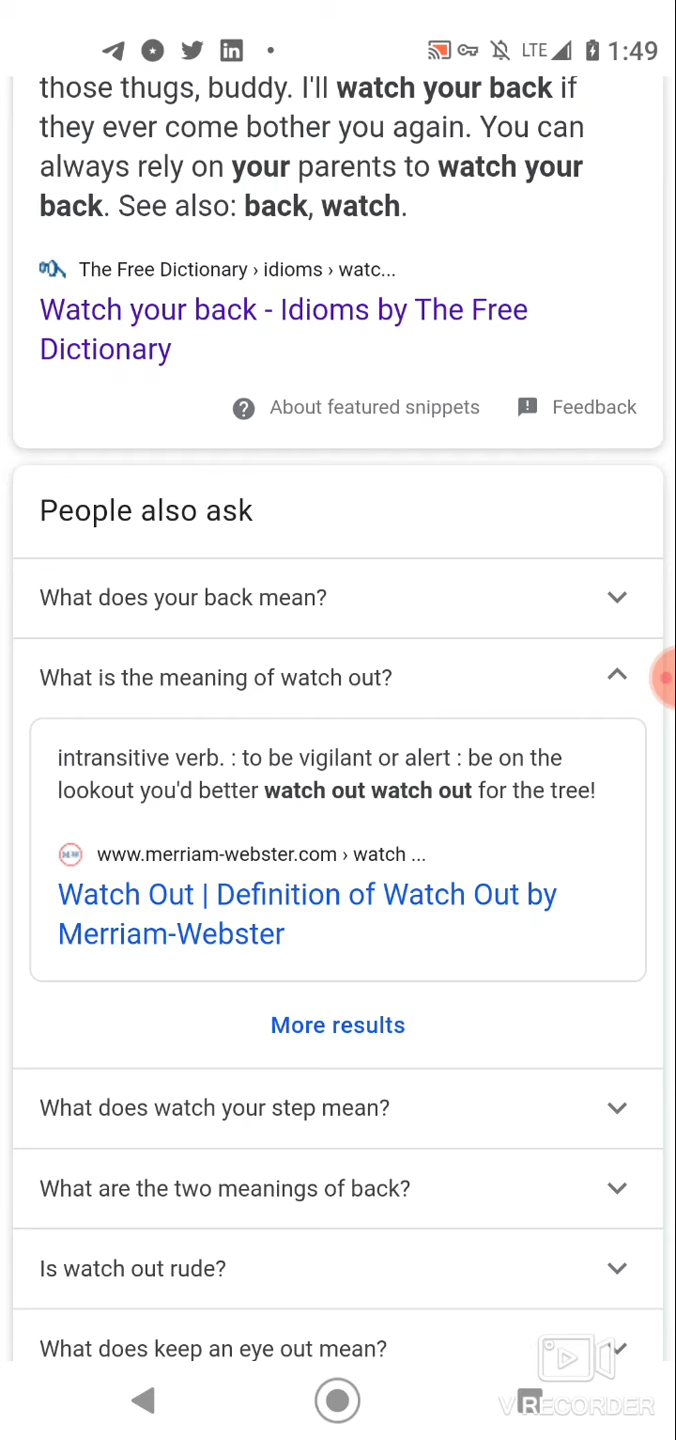 LTE 1:49
those thugs, buddy. I'll watch your back if
they ever come bother you again. You can
always rely on your parents to watch your
back. See also: back, watch.
The Free Dictionary › idioms › watc...
Watch your back - Idioms by The Free
Dictionary
About featured snippets Feedback
People also ask
What does your back mean?
What is the meaning of watch out?
intransitive verb. : to be vigilant or alert : be on the
lookout you'd better watch out watch out for the tree!
www.merriam-webster.com › watch ...
Watch Out | Definition of Watch Out by
Merriam-Webster
More results
What does watch your step mean?
What are the two meanings of back?
Is watch out rude?
What does keep an eye out mean?
VRECORDER